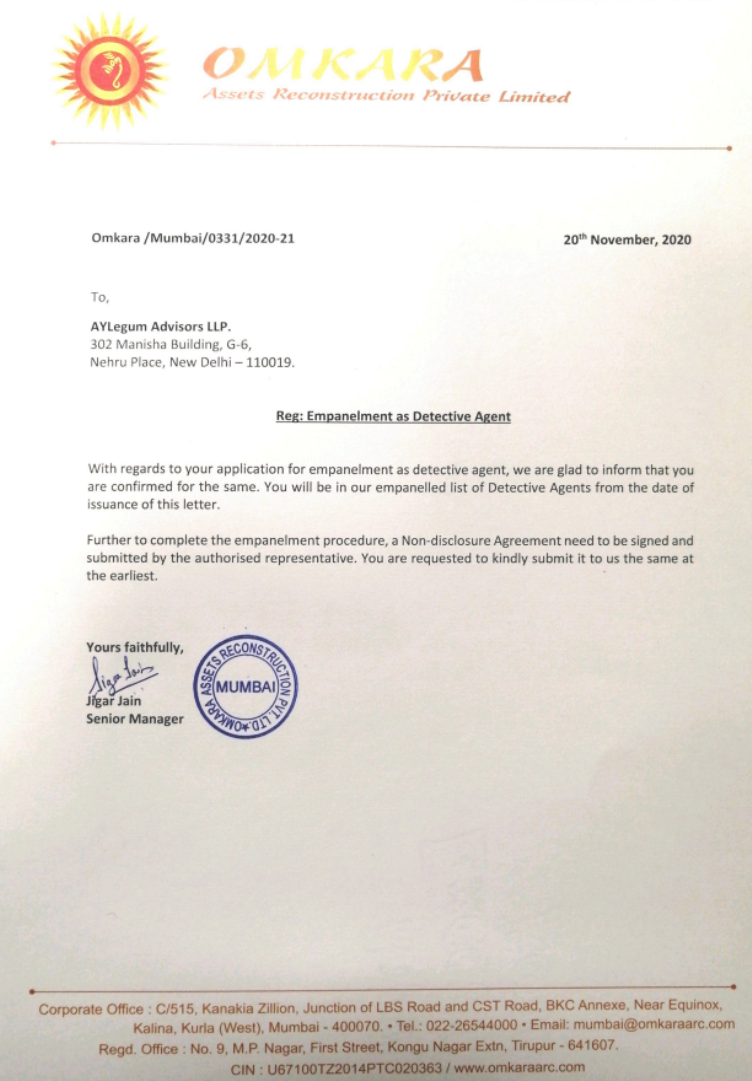 OMKARA
Assets Reconstruction Private Limited
Omkara /Mumbai/0331/2020-21
20th November, 2020
To,
AYLegum Advisors LLP.
302 Manisha Building, G-6,
Nehru Place, New Delhi – 110019.
Reg: Empanelment as Detective Agent
With regards to your application for empanelment as detective agent, we are glad to inform that you
are confirmed for the same. You will be in our empanelled list of Detective Agents from the date of
issuance of this letter.
Further to complete the empanelment procedure, a Non-disclosure Agreement need to be signed and
submitted by the authorised representative. You are requested to kindly submit it to us the same at
the earliest.
Yours faithfully,
Jigar Jain
Jigar Jain
Senior Manager
OMKARA ASSETS RECONSTRUCTION PVT. LTD.
MUMBAI
Corporate Office : C/515, Kanakia Zillion, Junction of LBS Road and CST Road, BKC Annexe, Near Equinox,
Kalina, Kurla (West), Mumbai - 400070. • Tel.: 022-26544000 • Email: mumbai@omkaraarc.com
Regd. Office : No. 9, M.P. Nagar, First Street, Kongu Nagar Extn, Tirupur - 641607.
CIN : U67100TZ2014PTC020363 / www.omkaraarc.com